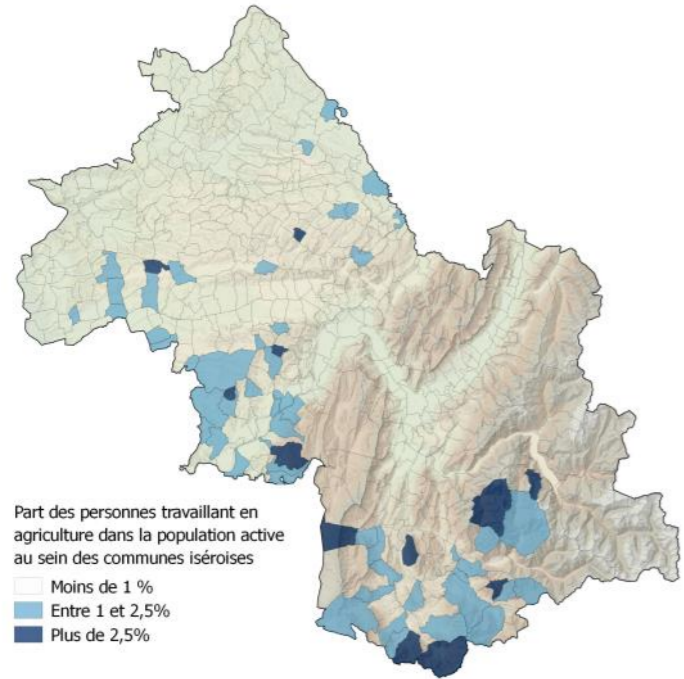 Part des personnes travaillant en
agriculture dans la population active
au sein des communes iséroises
Moins de 1 %
Entre 1 et 2,5%
Plus de 2,5%